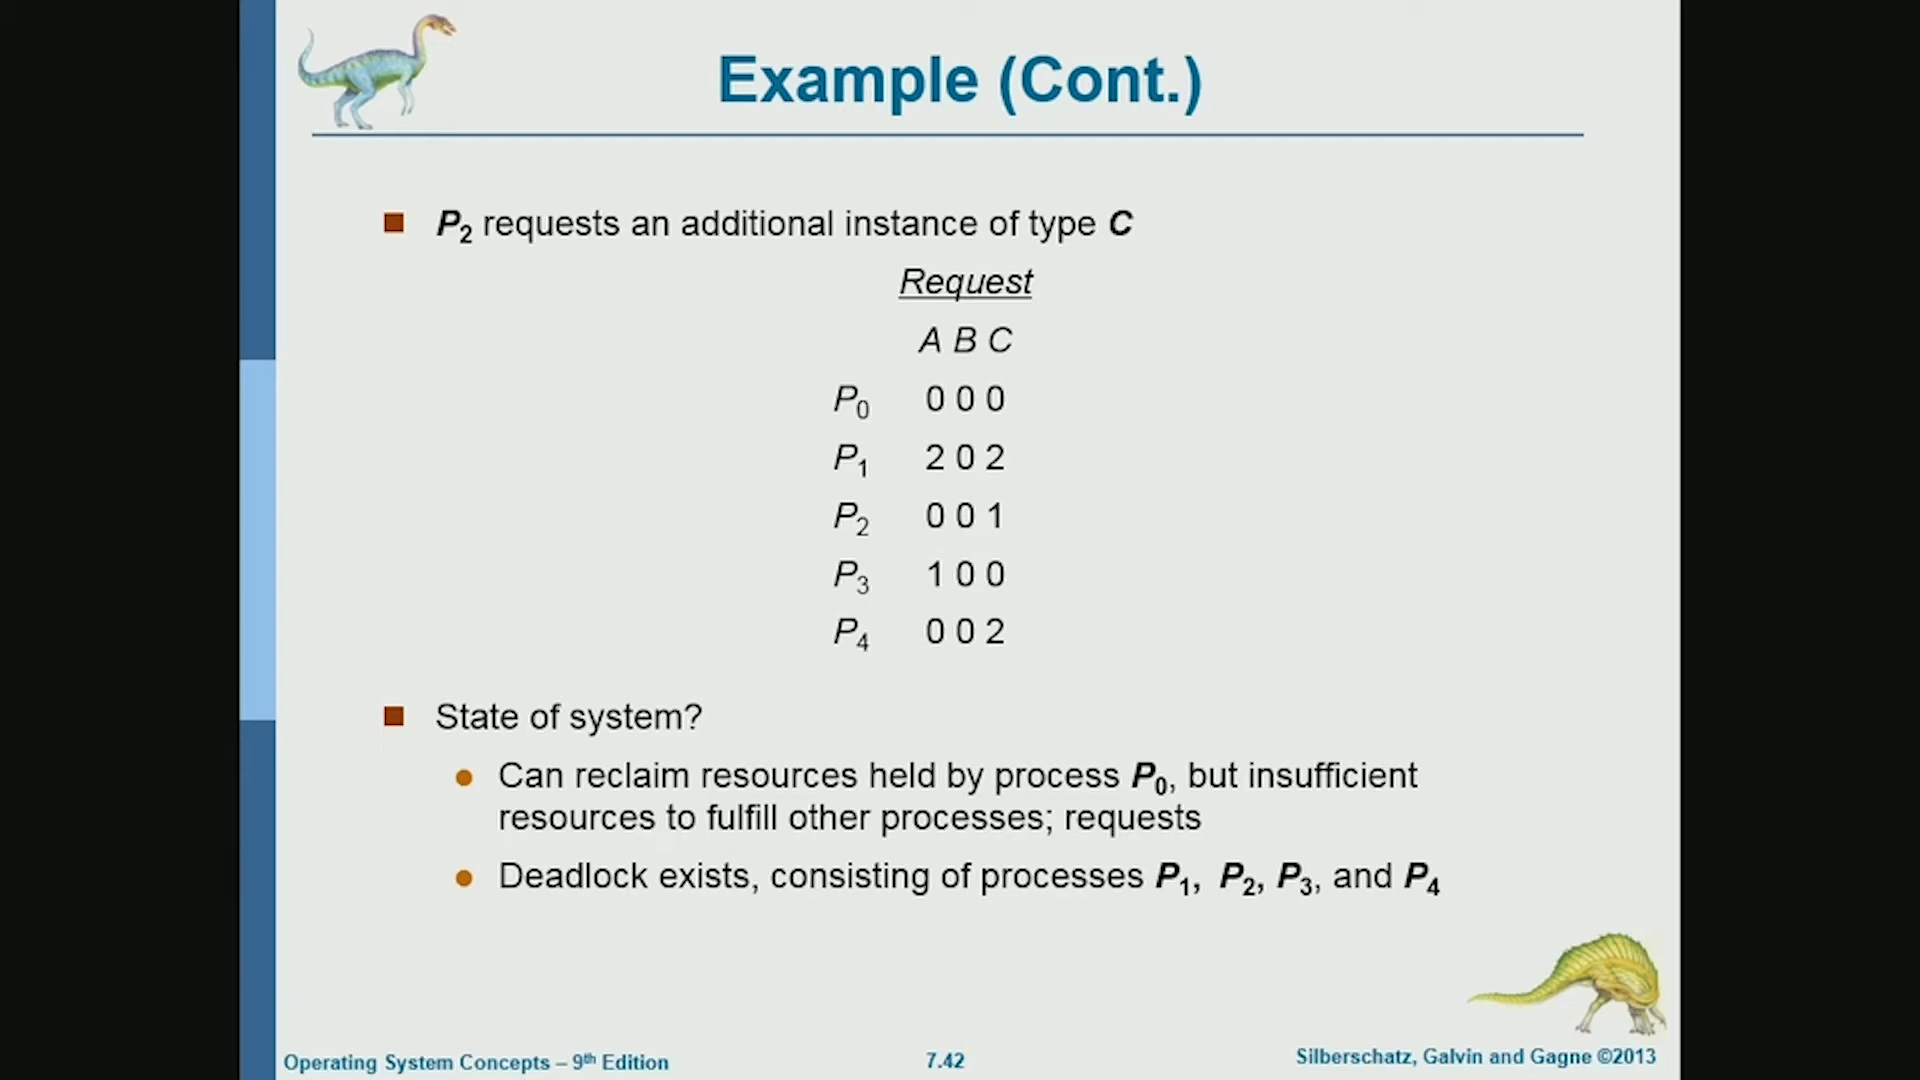 Example (Cont.)
P2 requests an additional instance of type C
Request
A B C
P0 0 0 0
P1 2 0 2
P2 0 0 1
P3 1 0 0
P4 0 0 2
State of system?
Can reclaim resources held by process P0, but insufficient
resources to fulfill other processes; requests
Deadlock exists, consisting of processes P1, P2, P3, and P4
Operating System Concepts – 9th Edition
7.42
Silberschatz, Galvin and Gagne ©2013